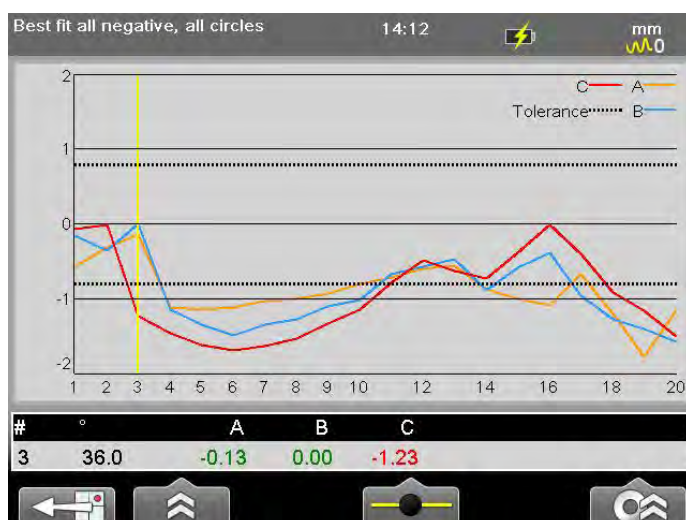 Best fit all negative, all circles 14:12 mm
0
2
C A
Tolerance B
1
0
-1
-2
1 2 3 4 5 6 7 8 9 10 12 14 16 18 20
# ° A B C
3 36.0 -0.13 0.00 -1.23